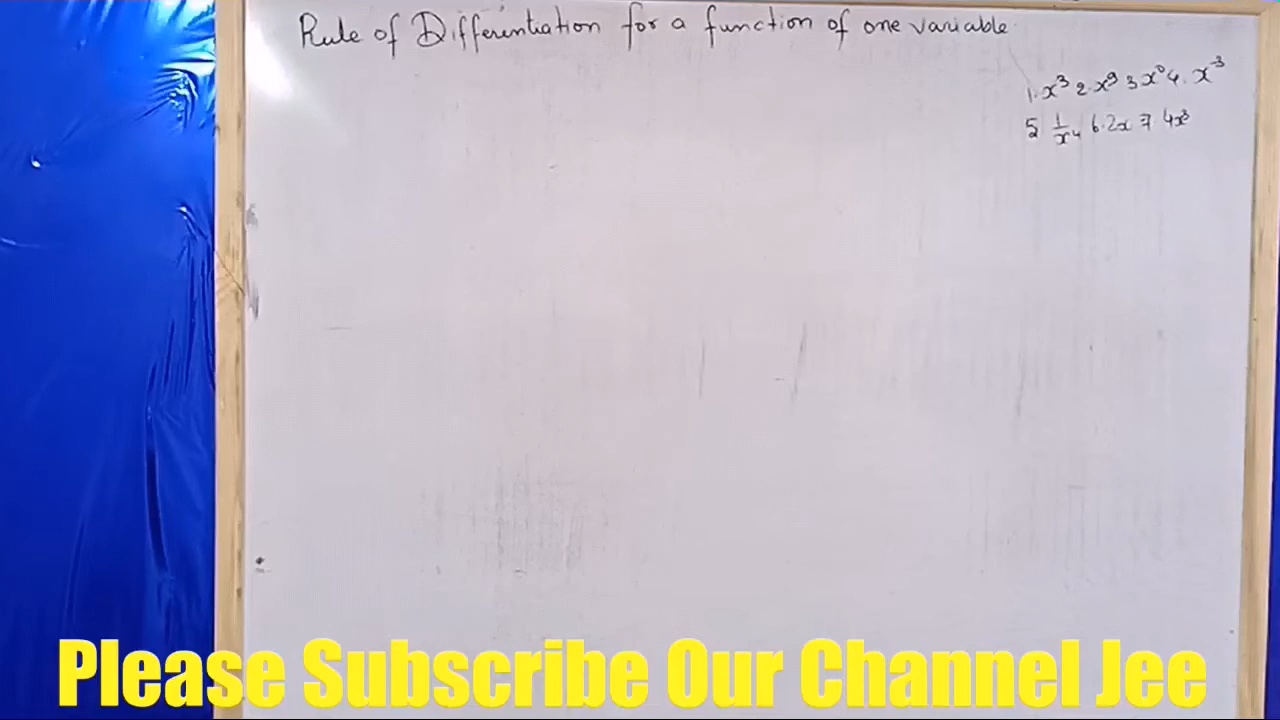 Rule of Differentiation for a function of one variable.
1. x³ 2. x⁹ 3 x⁰ 4. x⁻³
5 1/x⁴ 6. 2x 7 4x³
Please Subscribe Our Channel Jee